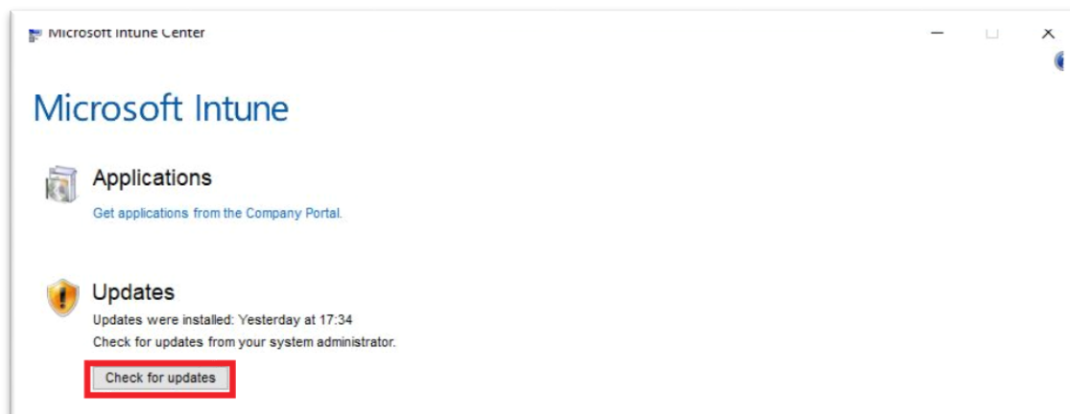 Microsoft Intune Center
Microsoft Intune
Applications
Get applications from the Company Portal.
Updates
Updates were installed: Yesterday at 17:34
Check for updates from your system administrator.
Check for updates